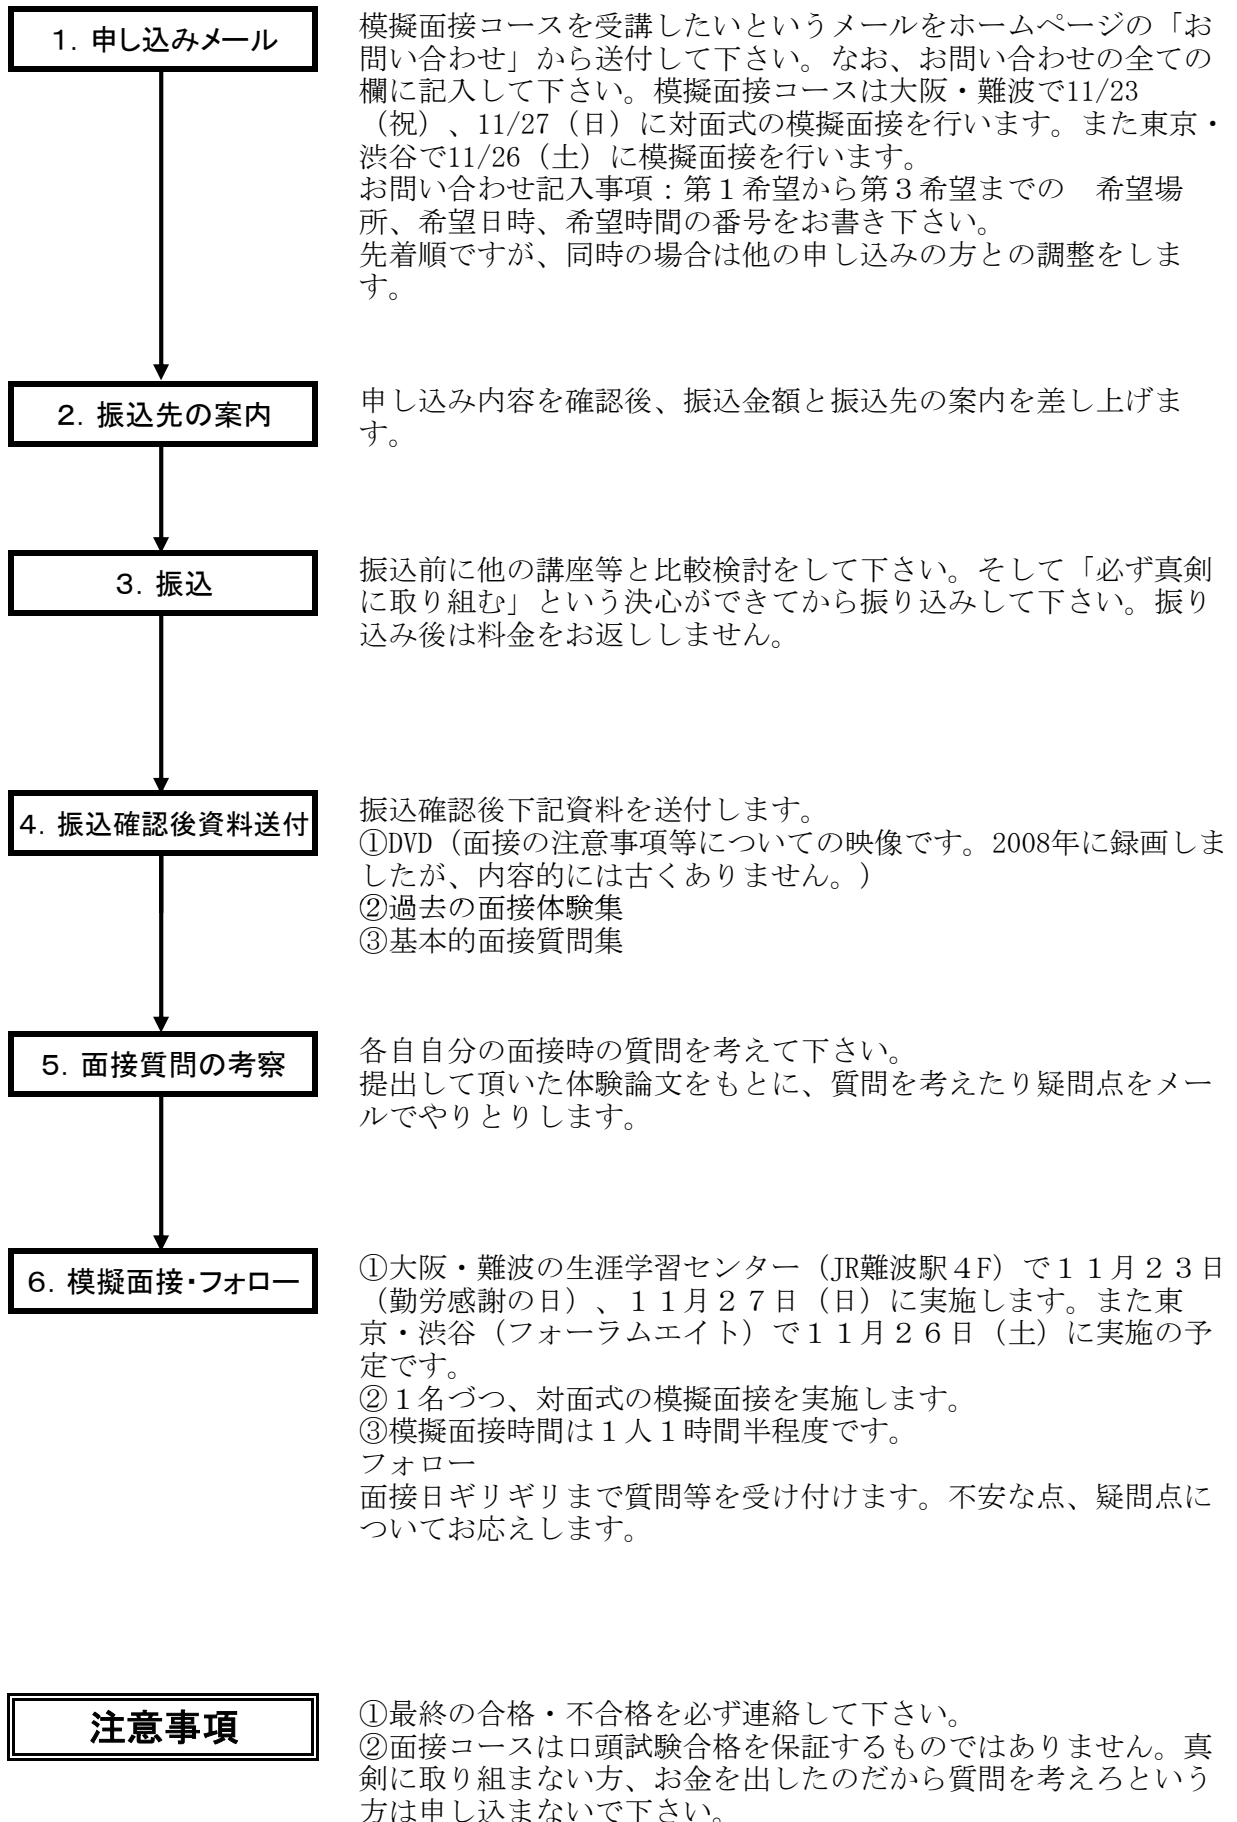 1．申し込みメール
模擬面接コースを受講したいというメールをホームページの「お
問い合わせ」から送付して下さい。なお、お問い合わせの全ての
欄に記入して下さい。模擬面接コースは大阪・難波で11/23
（祝）、11/27（日）に対面式の模擬面接を行います。また東京・
渋谷で11/26（土）に模擬面接を行います。
お問い合わせ記入事項：第１希望から第３希望までの　希望場
所、希望日時、希望時間の番号をお書き下さい。
先着順ですが、同時の場合は他の申し込みの方との調整をしま
す。
2．振込先の案内
申し込み内容を確認後、振込金額と振込先の案内を差し上げま
す。
3．振込
振込前に他の講座等と比較検討をして下さい。そして「必ず真剣
に取り組む」という決心ができてから振り込みして下さい。振り
込み後は料金をお返ししません。
4．振込確認後資料送付
振込確認後下記資料を送付します。
①DVD（面接の注意事項等についての映像です。2008年に録画しま
したが、内容的には古くありません。）
②過去の面接体験集
③基本的面接質問集
5．面接質問の考察
各自自分の面接時の質問を考えて下さい。
提出して頂いた体験論文をもとに、質問を考えたり疑問点をメー
ルでやりとりします。
6．模擬面接・フォロー
①大阪・難波の生涯学習センター（JR難波駅４F）で１１月２３日
（勤労感謝の日）、１１月２７日（日）に実施します。また東
京・渋谷（フォーラムエイト）で１１月２６日（土）に実施の予
定です。
②１名づつ、対面式の模擬面接を実施します。
③模擬面接時間は１人１時間半程度です。
フォロー
面接日ギリギリまで質問等を受け付けます。不安な点、疑問点に
ついてお応えします。
注意事項
①最終の合格・不合格を必ず連絡して下さい。
②面接コースは口頭試験合格を保証するものではありません。真
剣に取り組まない方、お金を出したのだから質問を考えろという
方は申し込まないで下さい。